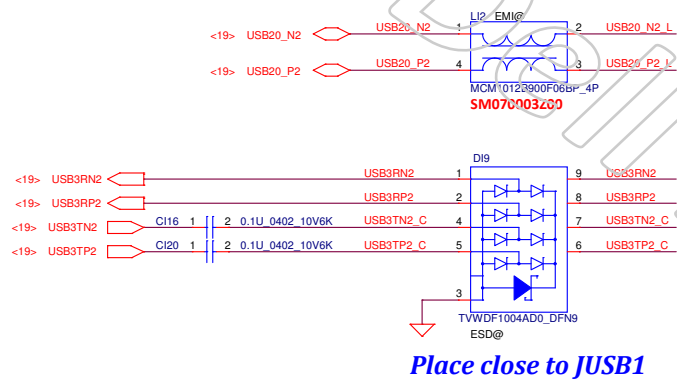 LI2 EMI@
<19> USB20_N2 USB20_N2 1 2 USB20_N2_L
<19> USB20_P2 USB20_P2 4 3 USB20_P2_L
MCM1012B900F06BP_4P
SM070003Z00
DI9
<19> USB3RN2 USB3RN2 1 9 USB3RN2
<19> USB3RP2 USB3RP2 2 8 USB3RP2
<19> USB3TN2 CI16 1 2 0.1U_0402_10V6K USB3TN2_C 4 7 USB3TN2_C
<19> USB3TP2 CI20 1 2 0.1U_0402_10V6K USB3TP2_C 5 6 USB3TP2_C
3
TVWDF1004AD0_DFN9
ESD@
Place close to JUSB1
Dell